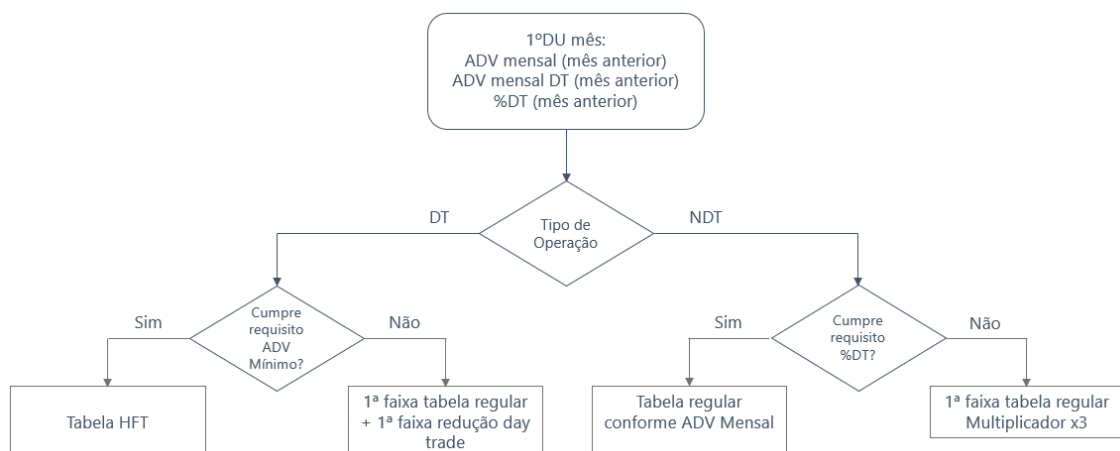 1ºDU mês:
ADV mensal (mês anterior)
ADV mensal DT (mês anterior)
%DT (mês anterior)
DT
Tipo de
Operação
NDT
Sim
Cumpre
requisito
ADV
Mínimo?
Não
Sim
Cumpre
requisito
%DT?
Não
Tabela HFT
1ª faixa tabela regular
+ 1ª faixa redução day
trade
Tabela regular
conforme ADV Mensal
1ª faixa tabela regular
Multiplicador x3